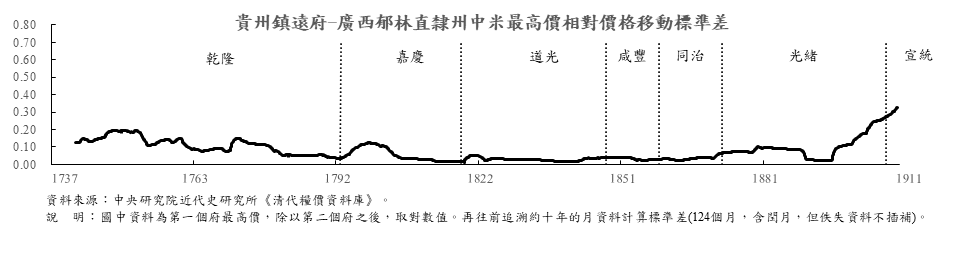 貴州鎮遠府-廣西郁林直隸州中米最高價相對價格移動標準差
0.80
0.70
0.60
0.50
0.40
0.30
0.20
0.10
0.00
乾隆 嘉慶 道光 咸豐 同治 光緒 宣統
1737 1763 1792 1822 1851 1881 1911
資料來源：中央研究院近代史研究所《清代糧價資料庫》。
說 明：圖中資料為第一個府最高價，除以第二個府之後，取對數值。再往前追溯約十年的月資料計算標準差(124個月，含閏月，但佚失資料不插補)。